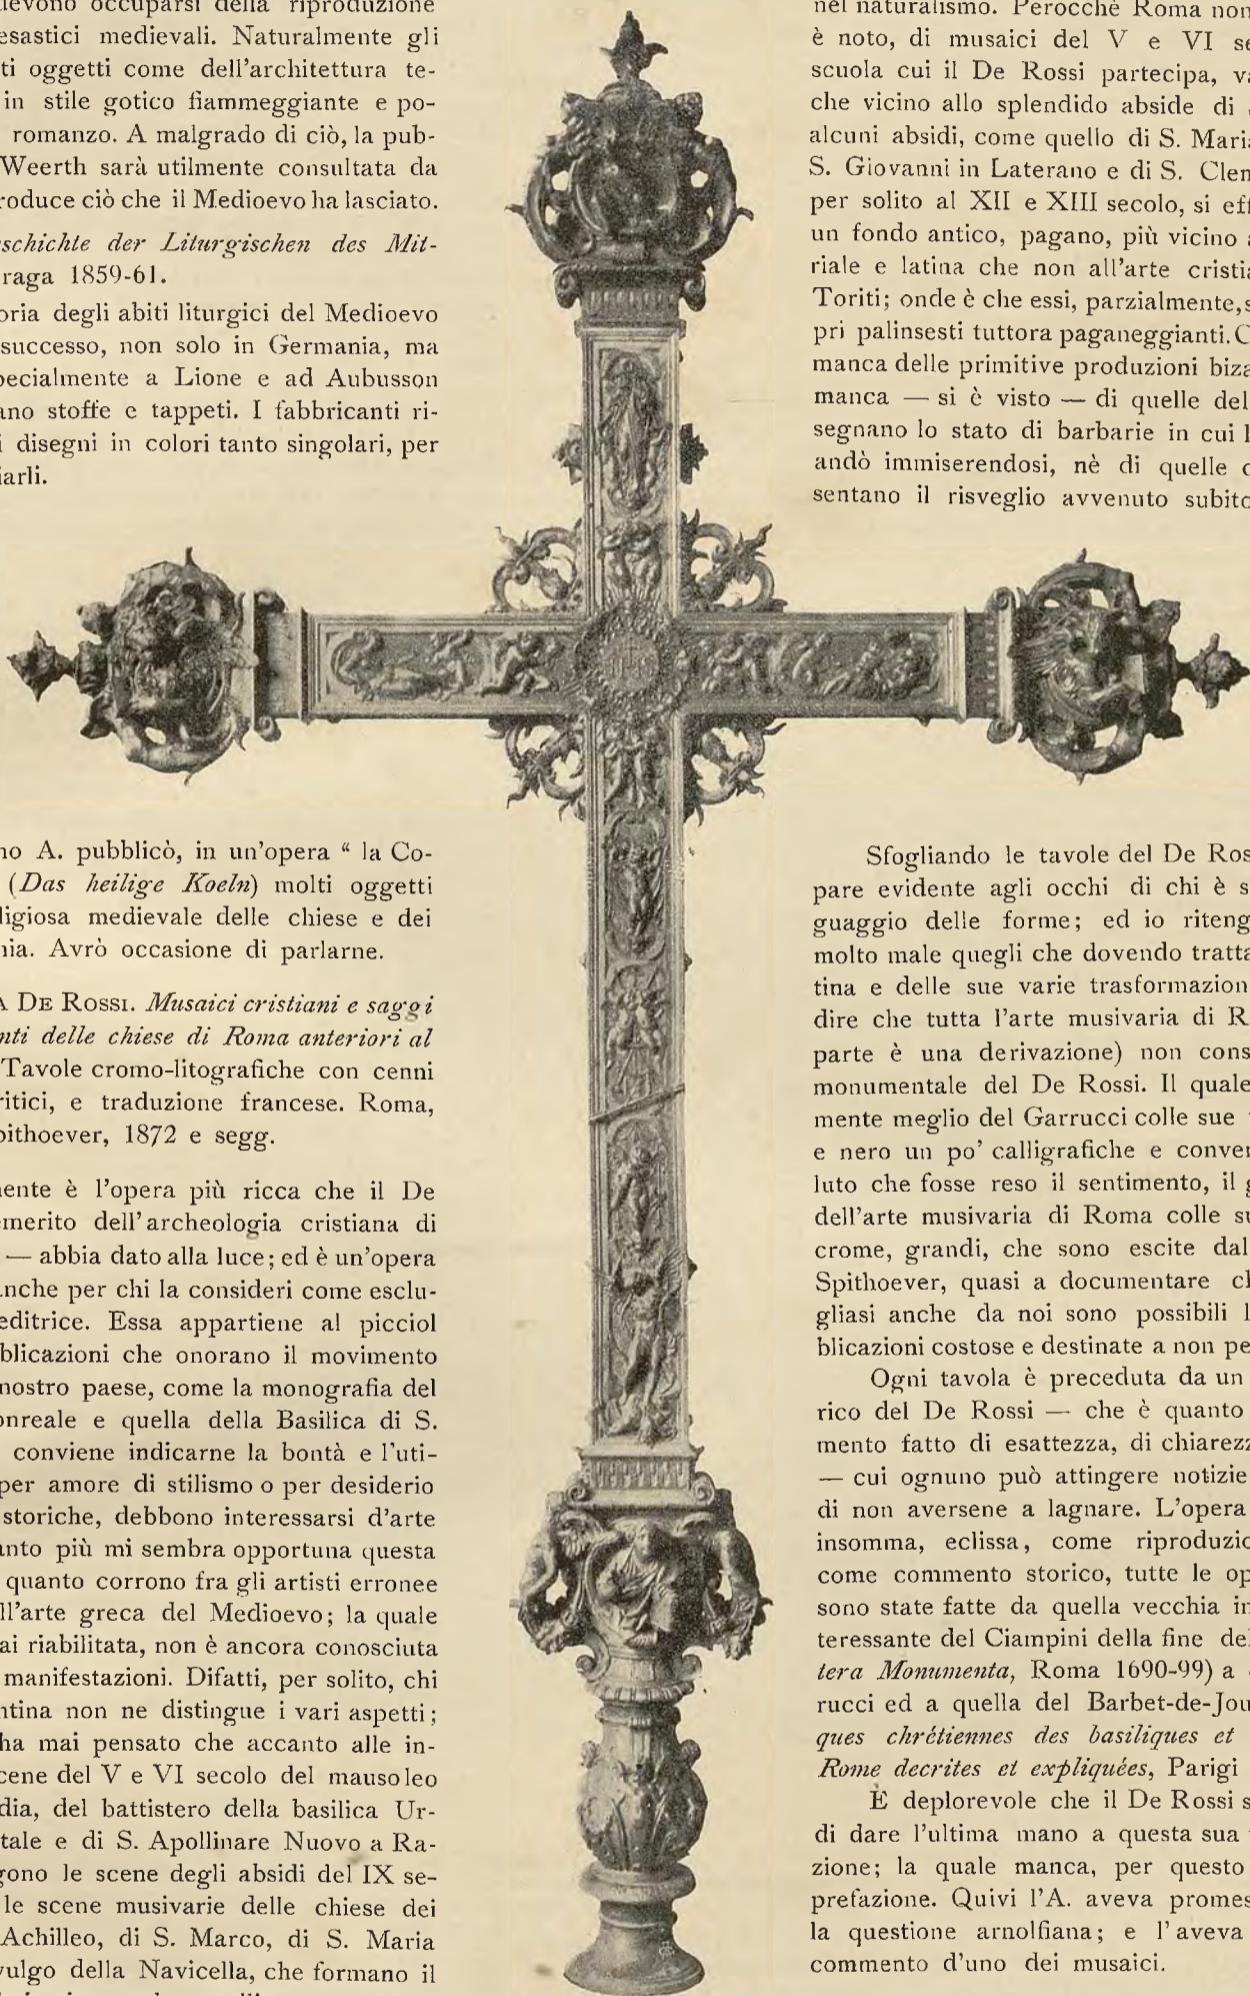 devono occuparsi della riproduzione
esastici medievali. Naturalmente gli
ti oggetti come dell'architettura te-
in stile gotico fiammeggiante e po-
romanzo. A malgrado di ciò, la pub-
Weerth sarà utilmente consultata da
roduce ciò che il Medioevo ha lasciato.
schichte der Liturgischen des Mit-
raga 1859-61.
oria degli abiti liturgici del Medioevo
successo, non solo in Germania, ma
pecialmente a Lione e ad Aubusson
ano stoffe e tappeti. I fabbricanti ri-
i disegni in colori tanto singolari, per
iarli.
no A. pubblicò, in un'opera “ la Co-
(Das heilige Koeln) molti oggetti
ligiosa medievale delle chiese e dei
nia. Avrò occasione di parlarne.
A DE ROSSI. Musaici cristiani e saggi
nti delle chiese di Roma anteriori al
Tavole cromo-litografiche con cenni
ritici, e traduzione francese. Roma,
pithoever, 1872 e segg.
ente è l'opera più ricca che il De
emerito dell'archeologia cristiana di
— abbia dato alla luce; ed è un'opera
anche per chi la consideri come esclu-
editrice. Essa appartiene al picciol
blicazioni che onorano il movimento
nostro paese, come la monografia del
onreale e quella della Basilica di S.
conviene indicarne la bontà e l'uti-
per amore di stilismo o per desiderio
storiche, debbono interessarsi d'arte
anto più mi sembra opportuna questa
quanto corrono fra gli artisti erronee
ll'arte greca del Medioevo; la quale
ai riabilitata, non è ancora conosciuta
manifestazioni. Difatti, per solito, chi
ntina non ne distingue i vari aspetti;
ha mai pensato che accanto alle in-
cene del V e VI secolo del mausoleo
dia, del battistero della basilica Ur-
tale e di S. Apollinare Nuovo a Ra-
gono le scene degli absidi del IX se-
le scene musivarie delle chiese dei
Achilleo, di S. Marco, di S. Maria
vulgo della Navicella, che formano il
nel naturalismo. Perocchè Roma non
è noto, di musaici del V e VI se
scuola cui il De Rossi partecipa, va
che vicino allo splendido abside di
alcuni absidi, come quello di S. Maria
S. Giovanni in Laterano e di S. Clem
per solito al XII e XIII secolo, si eff
un fondo antico, pagano, più vicino a
riale e latina che non all'arte cristia
Toriti; onde è che essi, parzialmente, s
pri palinsesti tuttora paganeggianti. C
manca delle primitive produzioni biza
manca — si è visto — di quelle del
segnano lo stato di barbarie in cui l
andò immiserendosi, nè di quelle c
sentano il risveglio avvenuto subito
Sfogliando le tavole del De Ros
pare evidente agli occhi di chi è s
guaggio delle forme; ed io riteng
molto male quegli che dovendo tratta
tina e delle sue varie trasformazion
dire che tutta l'arte musivaria di R
parte è una derivazione) non cons
monumentale del De Rossi. Il quale
mente meglio del Garrucci colle sue
e nero un po' calligrafiche e conven
luto che fosse reso il sentimento, il g
dell'arte musivaria di Roma colle su
crome, grandi, che sono escite dal
Spithoever, quasi a documentare ch
gliasi anche da noi sono possibili l
blicazioni costose e destinate a non pe
Ogni tavola è preceduta da un
rico del De Rossi — che è quanto
mento fatto di esattezza, di chiarezz
— cui ognuno può attingere notizie
di non aversene a lagnare. L'opera
insomma, eclissa, come riproduzio
come commento storico, tutte le op
sono state fatte da quella vecchia in
teressante del Ciampini della fine del
tera Monumenta, Roma 1690-99) a
rucci ed a quella del Barbet-de-Jou
ques chrétiennes des basiliques et
Rome decrites et expliquées, Parigi
È deplorevole che il De Rossi s
di dare l'ultima mano a questa sua
zione; la quale manca, per questo
prefazione. Quivi l'A. aveva promes
la questione arnolfiana; e l'aveva
commento d'uno dei musaici.